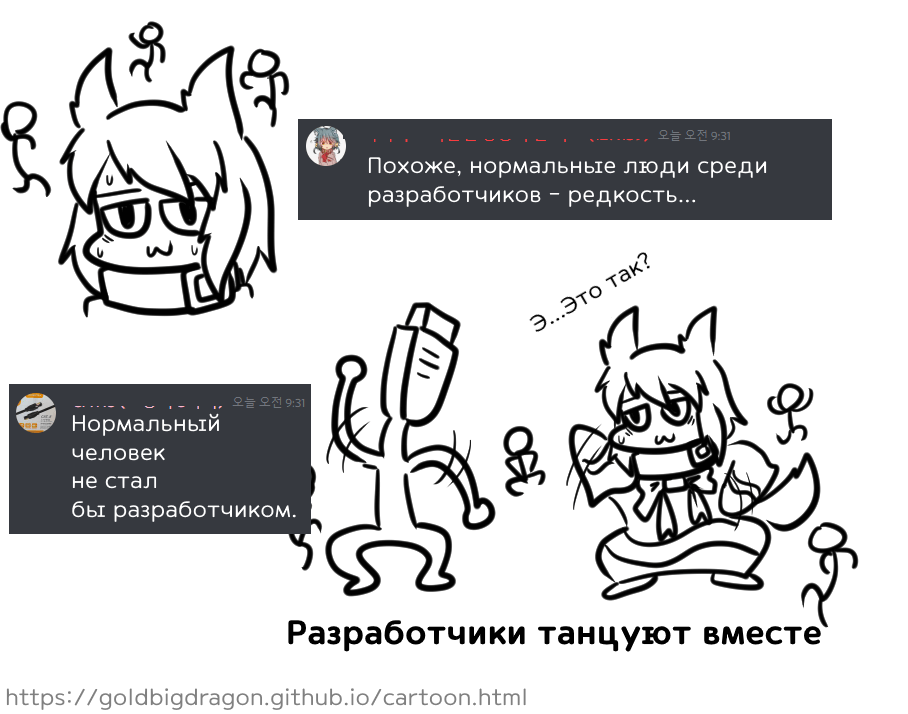 오늘 오전 9:31
Похоже, нормальные люди среди
разработчиков - редкость...
Э...Это так?
오늘 오전 9:31
Нормальный
человек
не стал
бы разработчиком.
Разработчики танцуют вместе
https://goldbigdragon.github.io/cartoon.html